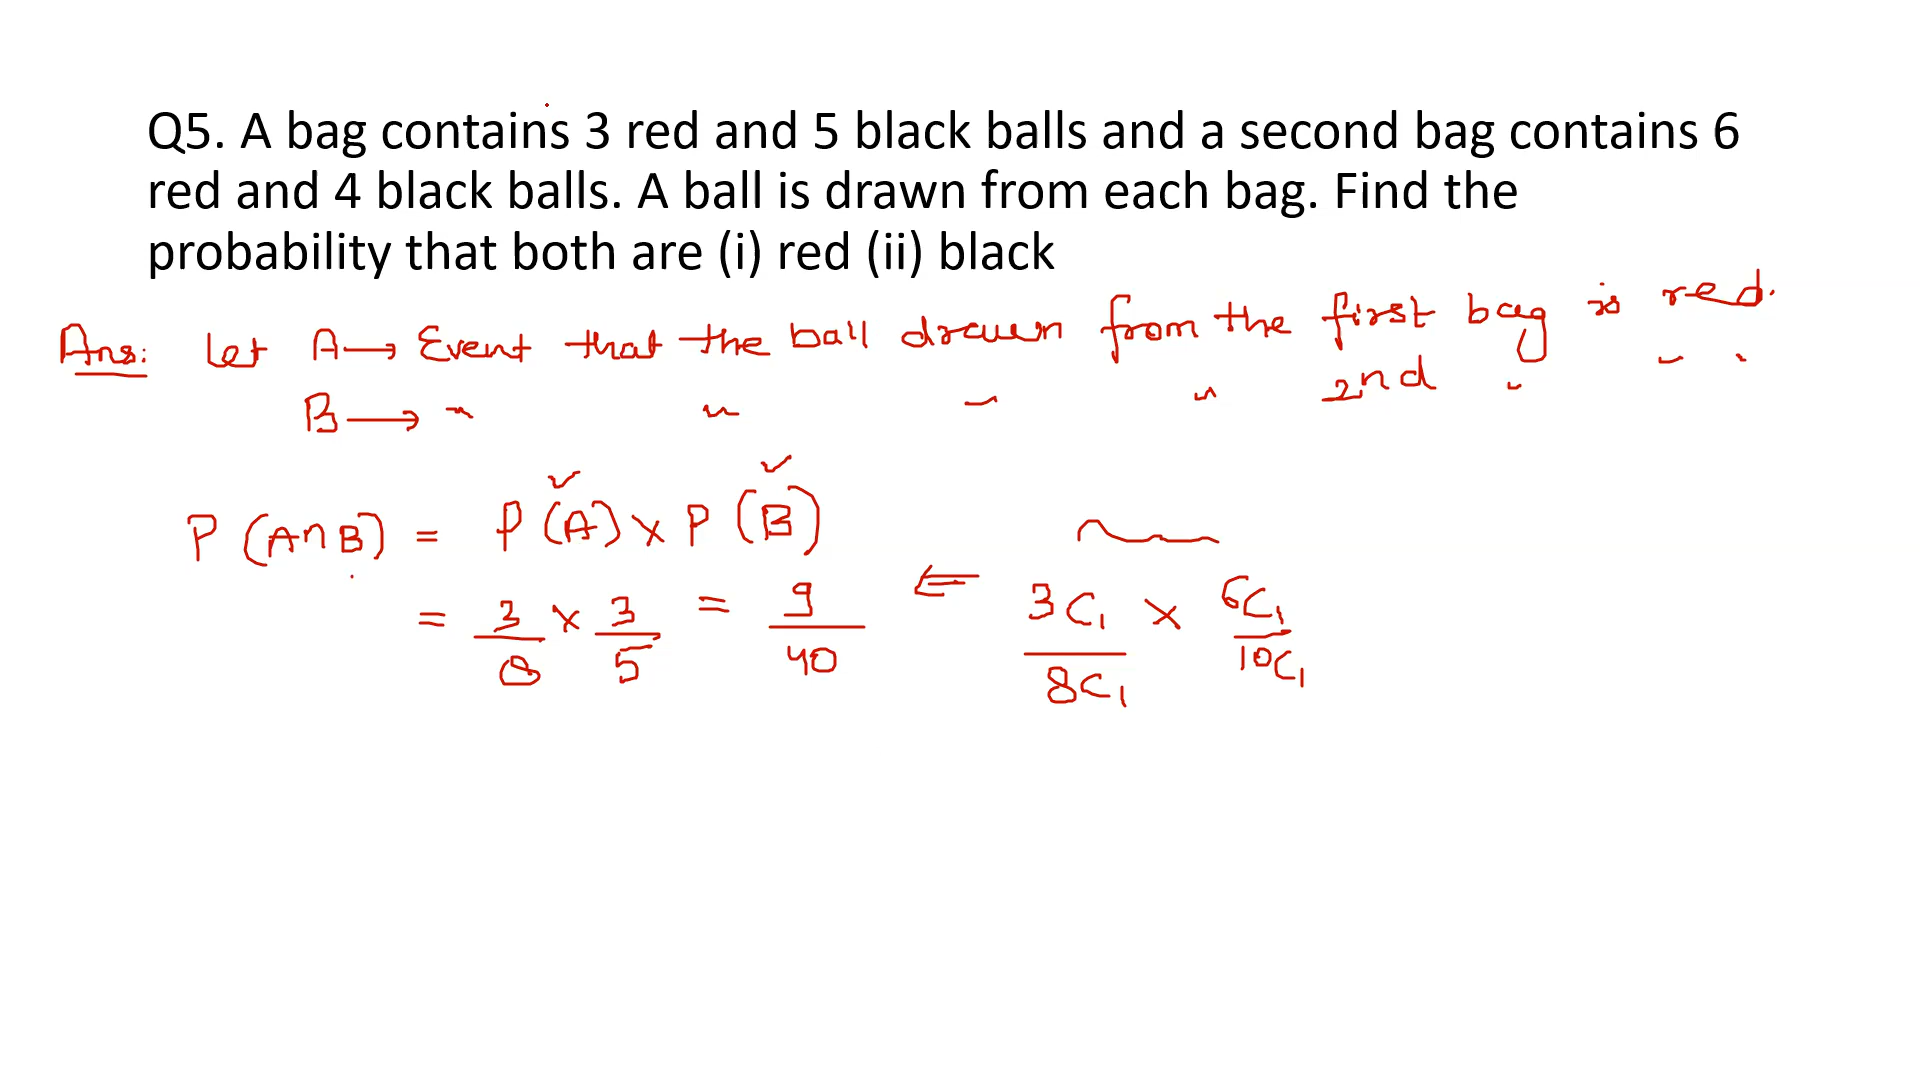 Q5. A bag contains 3 red and 5 black balls and a second bag contains 6
red and 4 black balls. A ball is drawn from each bag. Find the
probability that both are (i) red (ii) black
Ans: Let A → Event that the ball drawn from the first bag is red.
B → " " " " 2nd " " "
P (A∩B) = P (A) × P (B)
= 3/8 × 3/5 = 9/40 ⇐ 3C1/8C1 × 6C1/10C1